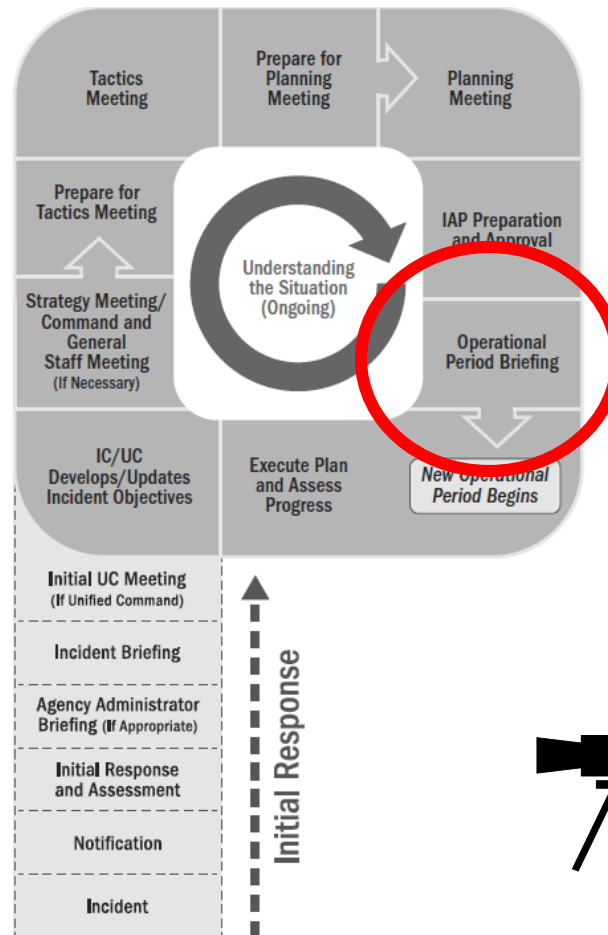 Tactics
Meeting
Prepare for
Planning
Meeting
Planning
Meeting
Prepare for
Tactics Meeting
IAP Preparation
and Approval
Understanding
the Situation
(Ongoing)
Strategy Meeting/
Command and
General
Staff Meeting
(If Necessary)
Operational
Period Briefing
IC/UC
Develops/Updates
Incident Objectives
Execute Plan
and Assess
Progress
New Operational
Period Begins
Initial UC Meeting
(If Unified Command)
Incident Briefing
Agency Administrator
Briefing (If Appropriate)
Initial Response
and Assessment
Notification
Incident
Initial Response